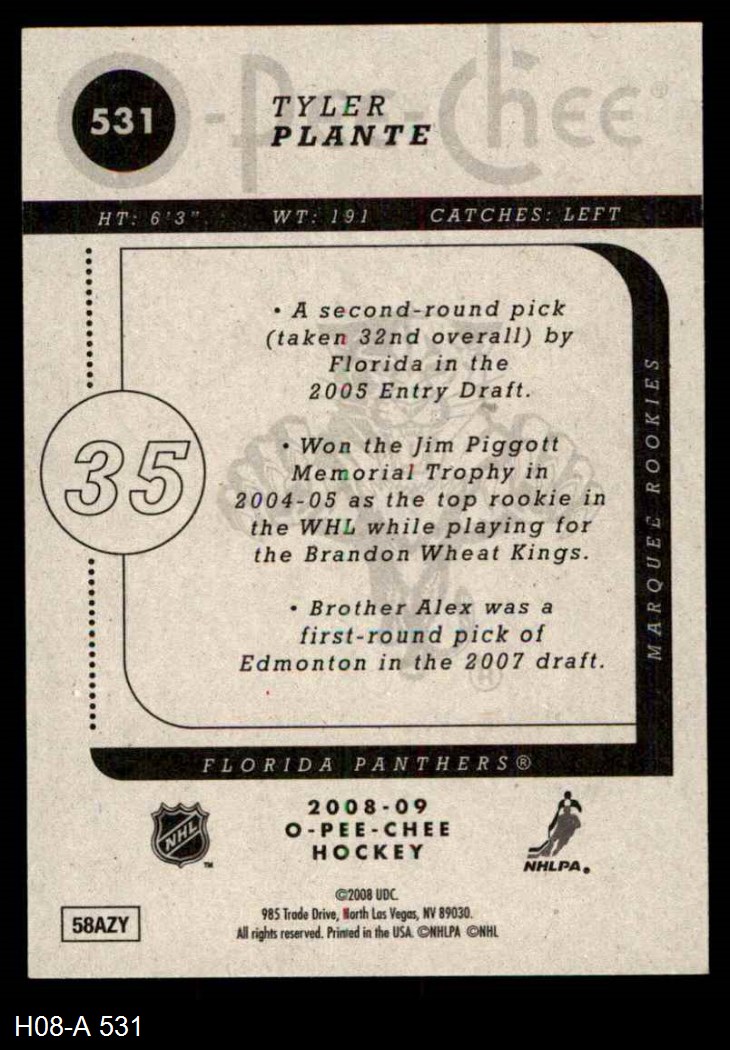 O-Pee-Chee®
531
TYLER
PLANTE
HT: 6'3" WT: 191 CATCHES: LEFT
• A second-round pick
(taken 32nd overall) by
Florida in the
2005 Entry Draft.
35
• Won the Jim Piggott
Memorial Trophy in
2004-05 as the top rookie in
the WHL while playing for
the Brandon Wheat Kings.
• Brother Alex was a
first-round pick of
Edmonton in the 2007 draft.
MARQUEE ROOKIES
FLORIDA PANTHERS®
NHL ™
2008-09
O-PEE-CHEE
HOCKEY
NHLPA®
©2008 UDC.
985 Trade Drive, North Las Vegas, NV 89030.
All rights reserved. Printed in the USA. ©NHLPA ©NHL
58AZY
H08-A 531